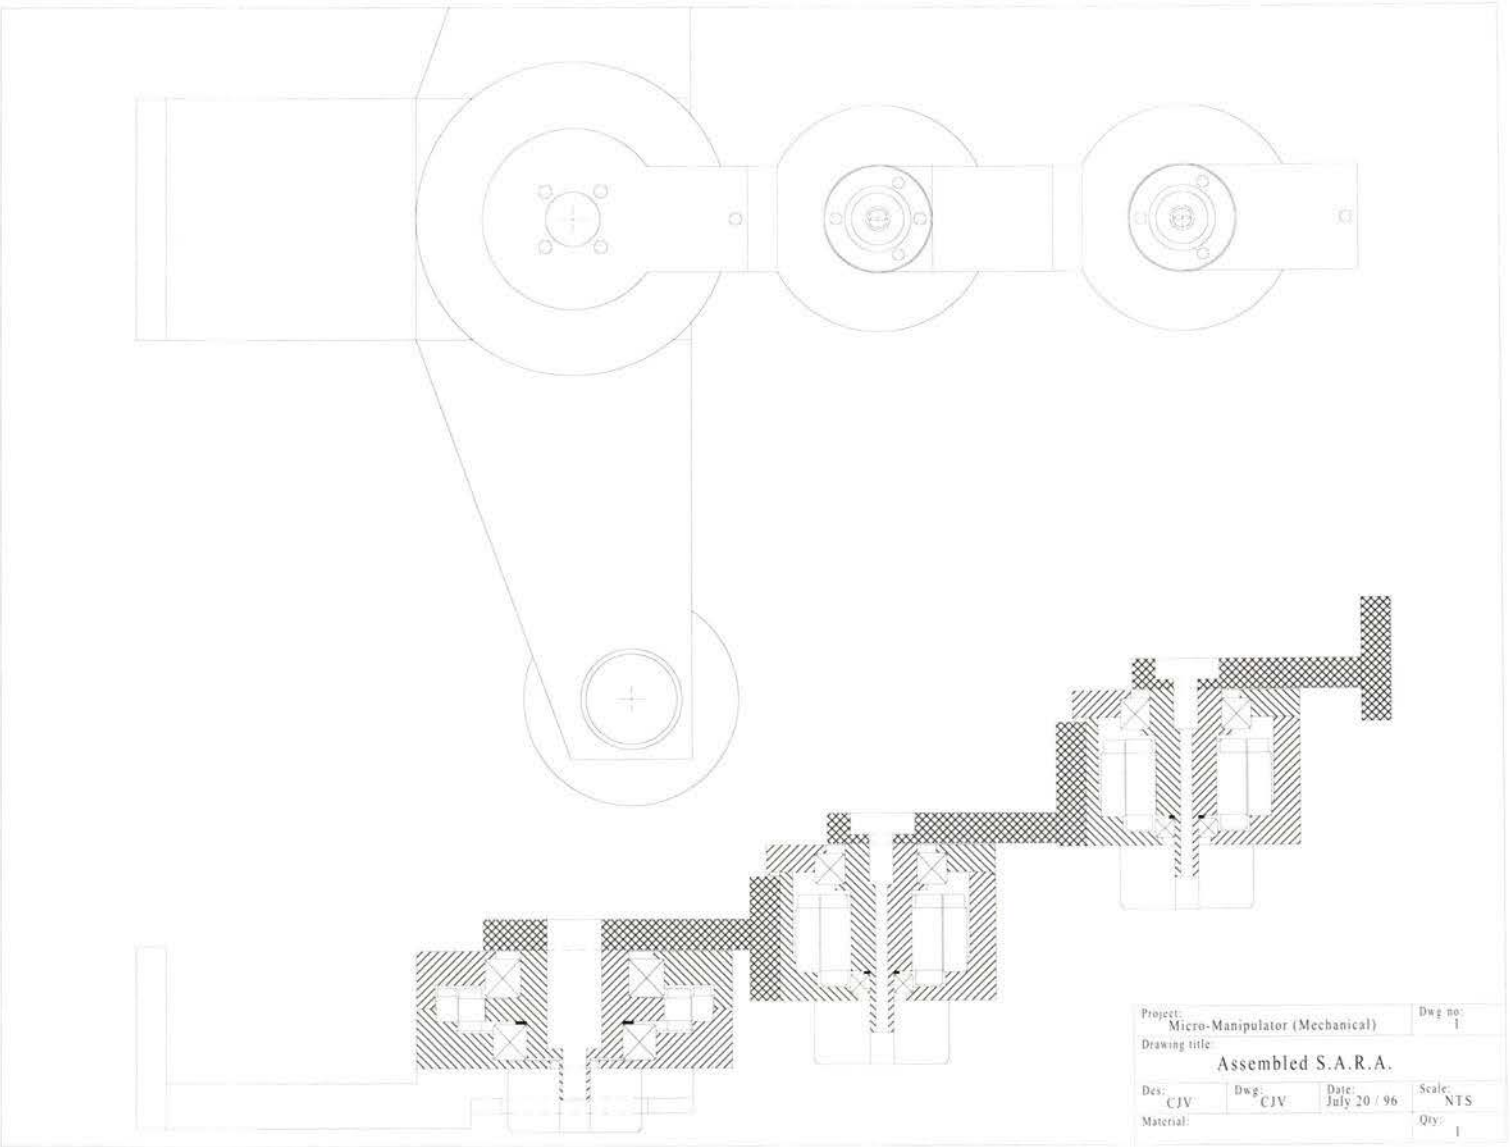 Project: Dwg no:
Micro-Manipulator (Mechanical) 1
Drawing title:
Assembled S.A.R.A.
Des: Dwg: Date: Scale:
CJV CJV July 20 / 96 NTS
Material: Qty:
1